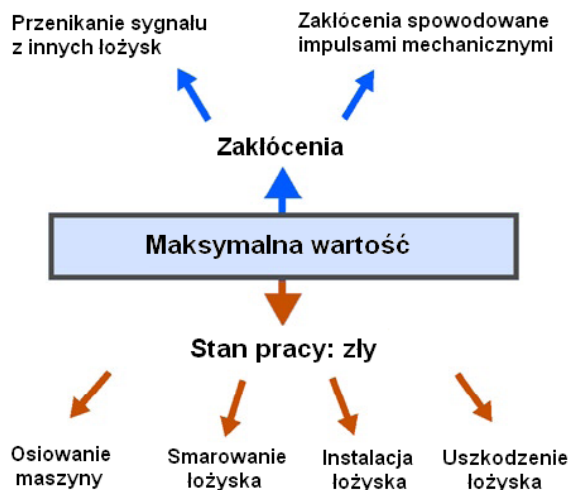 Przenikanie sygnału
z innych łożysk
Zakłócenia spowodowane
impulsami mechanicznymi
Zakłócenia
Maksymalna wartość
Stan pracy: zły
Osiowanie
maszyny
Smarowanie
łożyska
Instalacja
łożyska
Uszkodzenie
łożyska